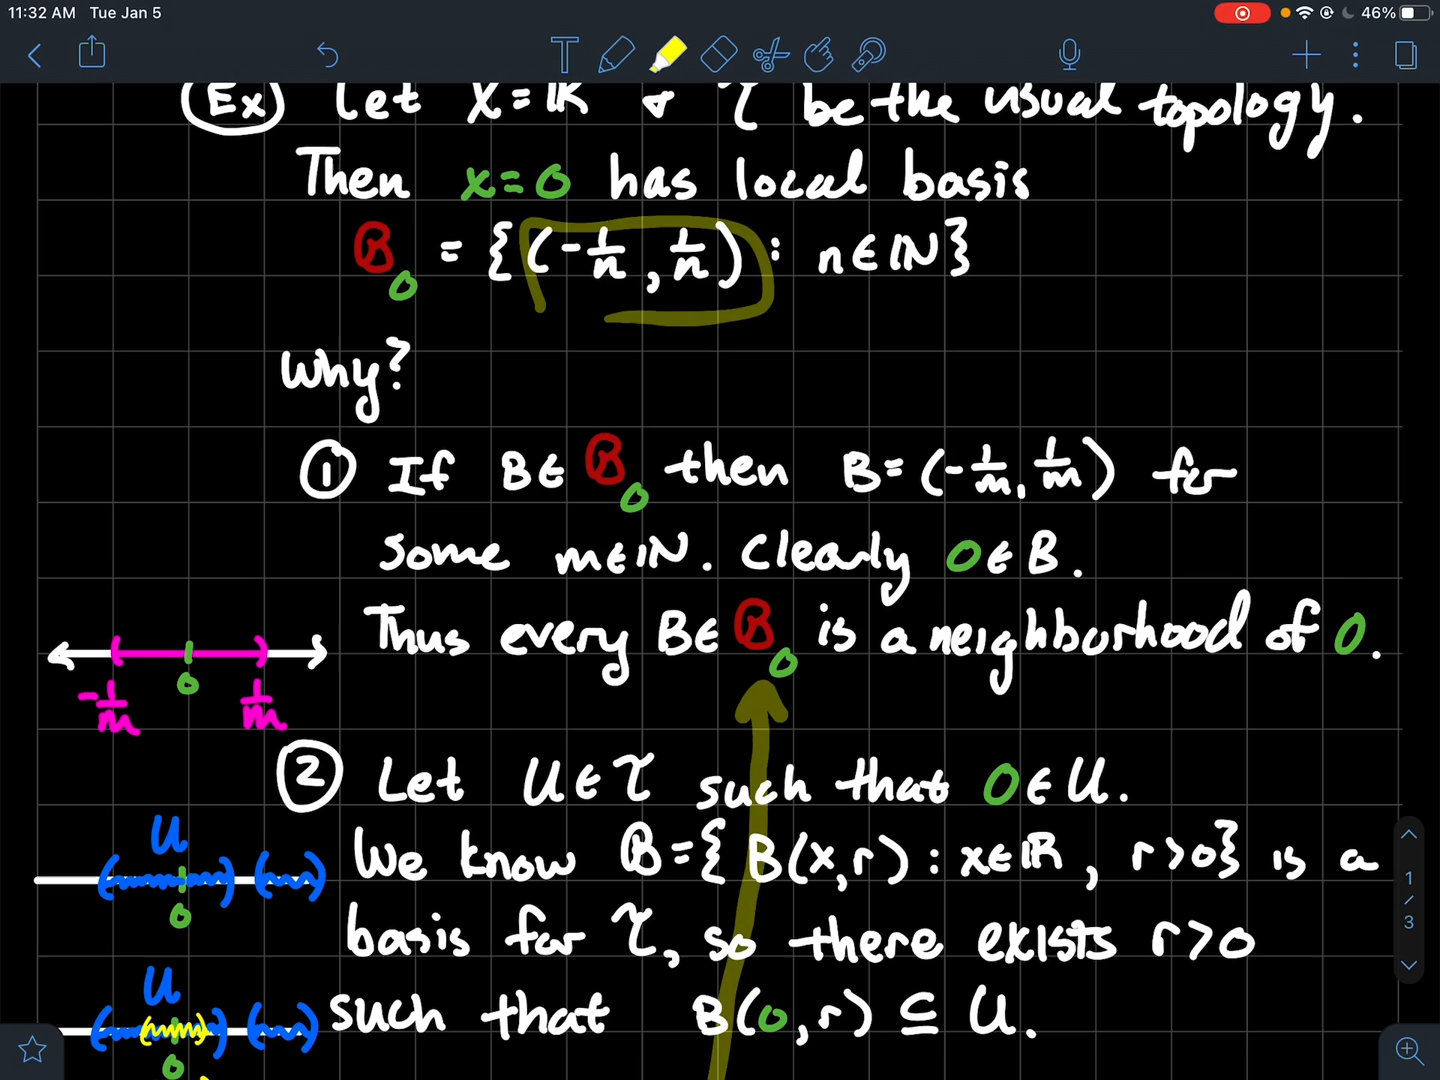 11:32 AM Tue Jan 5
46%
Ex Let X = ℝ & τ be the usual topology.
Then x = 0 has local basis
ℬ₀ = {(-1/n, 1/n) : n ∈ ℕ}
Why?
① If B ∈ ℬ₀ then B = (-1/m, 1/m) for
some m ∈ ℕ. Clearly 0 ∈ B.
Thus every B ∈ ℬ₀ is a neighborhood of 0.
0
-1/m 1/m
② Let U ∈ τ such that 0 ∈ U.
U
We know ℬ = {B(x,r) : x ∈ ℝ, r > 0} is a
0
basis for τ, so there exists r > 0
U
such that B(0,r) ⊆ U.
0
1
/
3